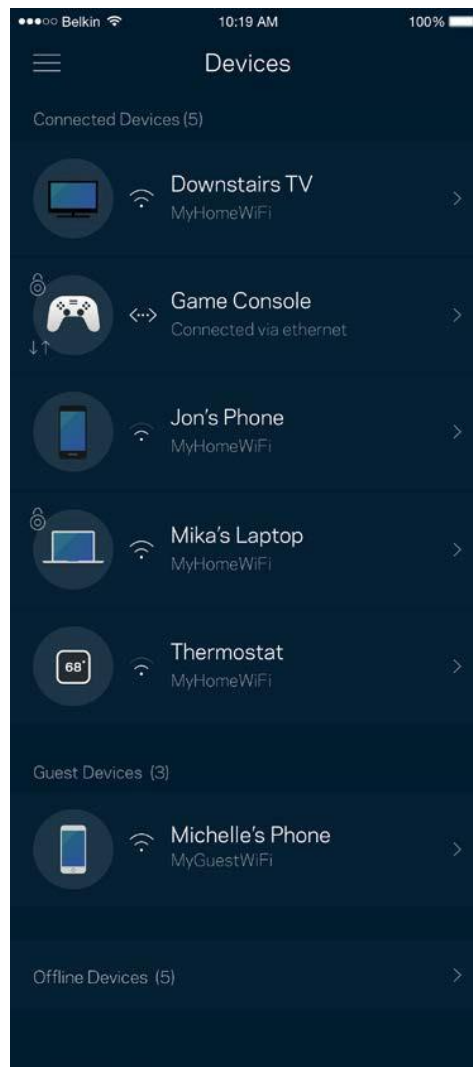 Belkin 10:19 AM 100%
Devices
Connected Devices (5)
Downstairs TV
MyHomeWiFi
Game Console
Connected via ethernet
Jon's Phone
MyHomeWiFi
Mika's Laptop
MyHomeWiFi
68°
Thermostat
MyHomeWiFi
Guest Devices (3)
Michelle's Phone
MyGuestWiFi
Offline Devices (5)